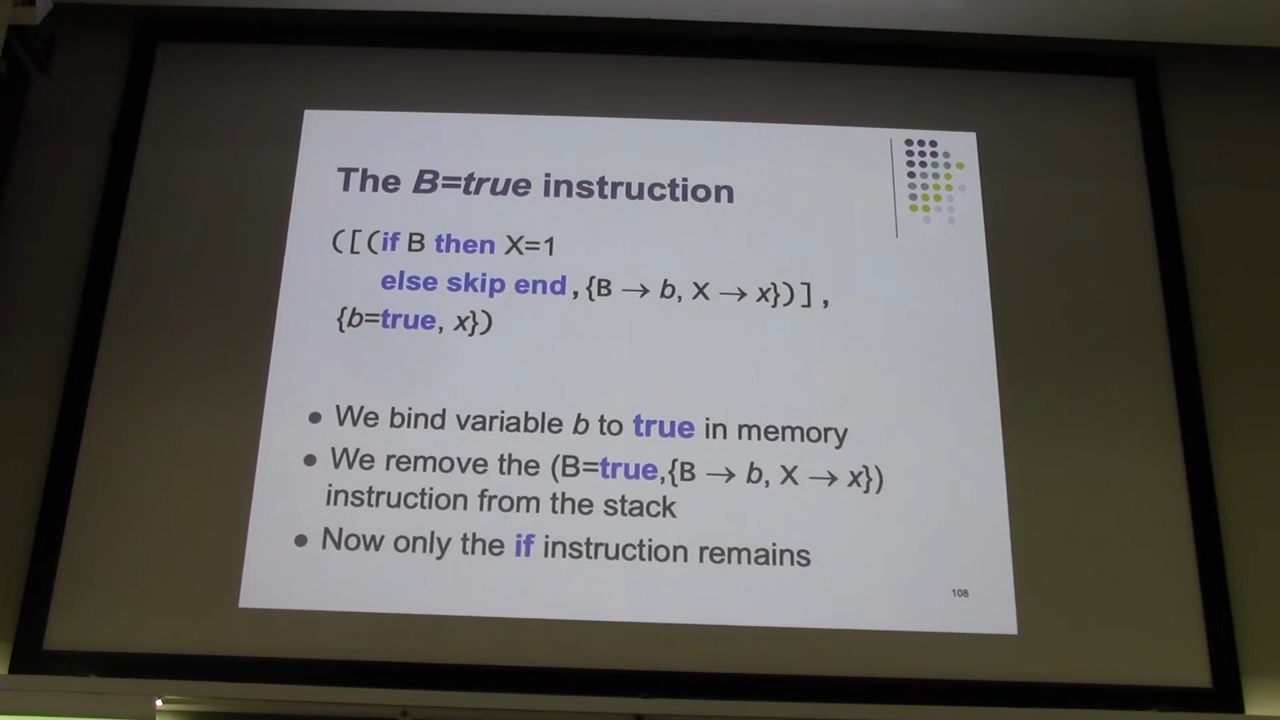 The B=true instruction
([(if B then X=1
else skip end,{B → b, X → x})],
{b=true, x})
• We bind variable b to true in memory
• We remove the (B=true,{B → b, X → x})
instruction from the stack
• Now only the if instruction remains
108